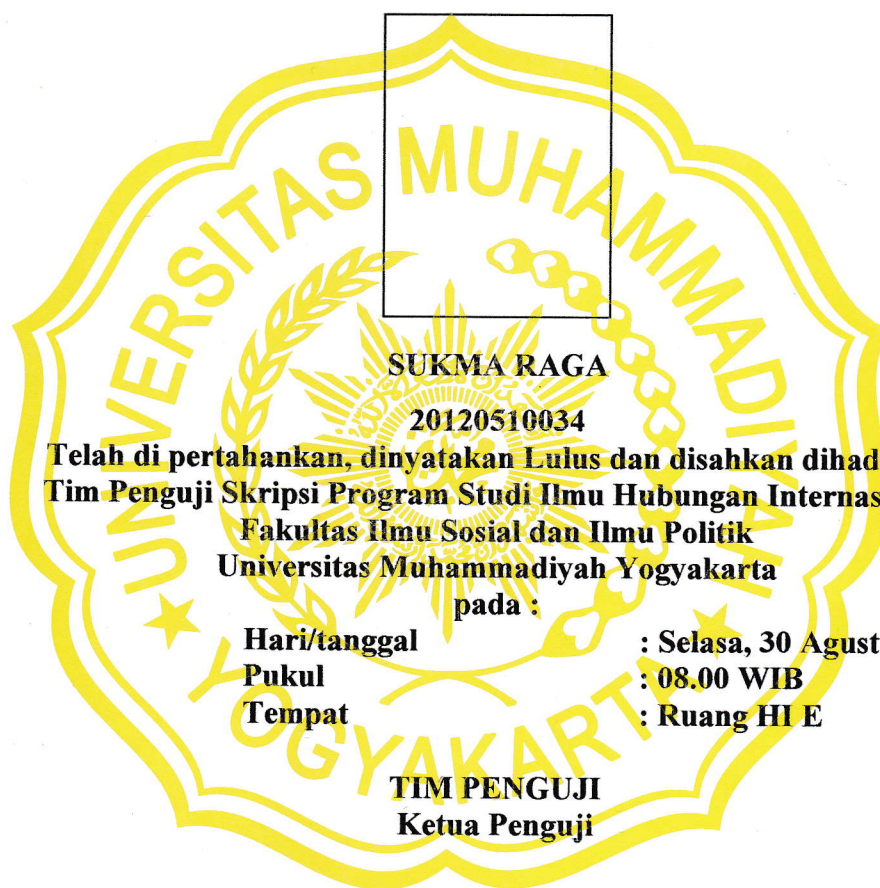 UNIVERSITAS MUHAMMADIYAH
YOGYAKARTA
SUKMA RAGA
20120510034
Telah di pertahankan, dinyatakan Lulus dan disahkan dihad
Tim Penguji Skripsi Program Studi Ilmu Hubungan Internas
Fakultas Ilmu Sosial dan Ilmu Politik
Universitas Muhammadiyah Yogyakarta
pada :
Hari/tanggal : Selasa, 30 Agust
Pukul : 08.00 WIB
Tempat : Ruang HI E
TIM PENGUJI
Ketua Penguji